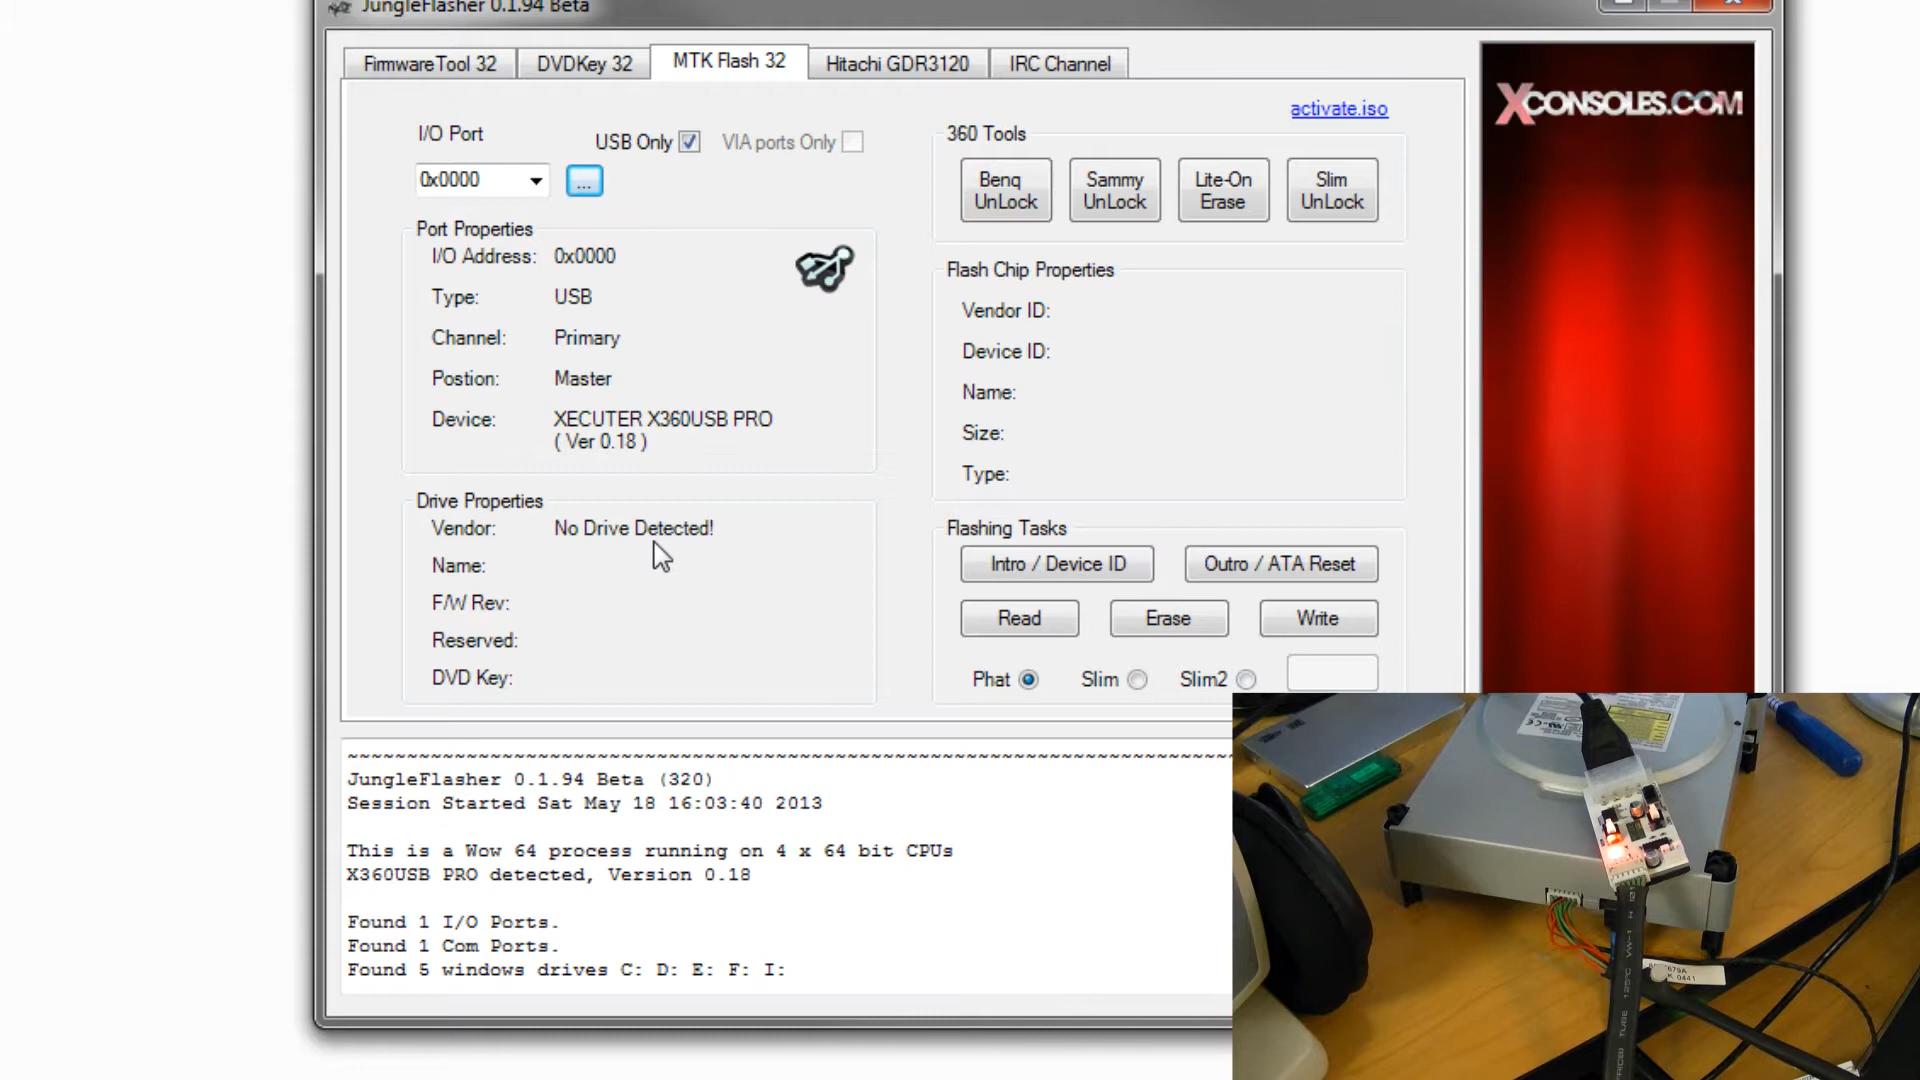 JungleFlasher 0.1.94 Beta
FirmwareTool 32
DVDKey 32
MTK Flash 32
Hitachi GDR3120
IRC Channel
activate.iso
XCONSOLES.COM
I/O Port
USB Only
VIA ports Only
0x0000
...
Port Properties
I/O Address: 0x0000
Type: USB
Channel: Primary
Postion: Master
Device: XECUTER X360USB PRO
( Ver 0.18 )
Drive Properties
Vendor: No Drive Detected!
Name:
F/W Rev:
Reserved:
DVD Key:
360 Tools
Benq
UnLock
Sammy
UnLock
Lite-On
Erase
Slim
UnLock
Flash Chip Properties
Vendor ID:
Device ID:
Name:
Size:
Type:
Flashing Tasks
Intro / Device ID
Outro / ATA Reset
Read
Erase
Write
Phat
Slim
Slim2
~~~~~~~~~~~~~~~~~~~~~~~~~~~~~~~~~~~~~~~~~~~~~~~~~~~~~~~~~~~~~~~~~~~~~~~~~~
JungleFlasher 0.1.94 Beta (320)
Session Started Sat May 18 16:03:40 2013
This is a Wow 64 process running on 4 x 64 bit CPUs
X360USB PRO detected, Version 0.18
Found 1 I/O Ports.
Found 1 Com Ports.
Found 5 windows drives C: D: E: F: I: